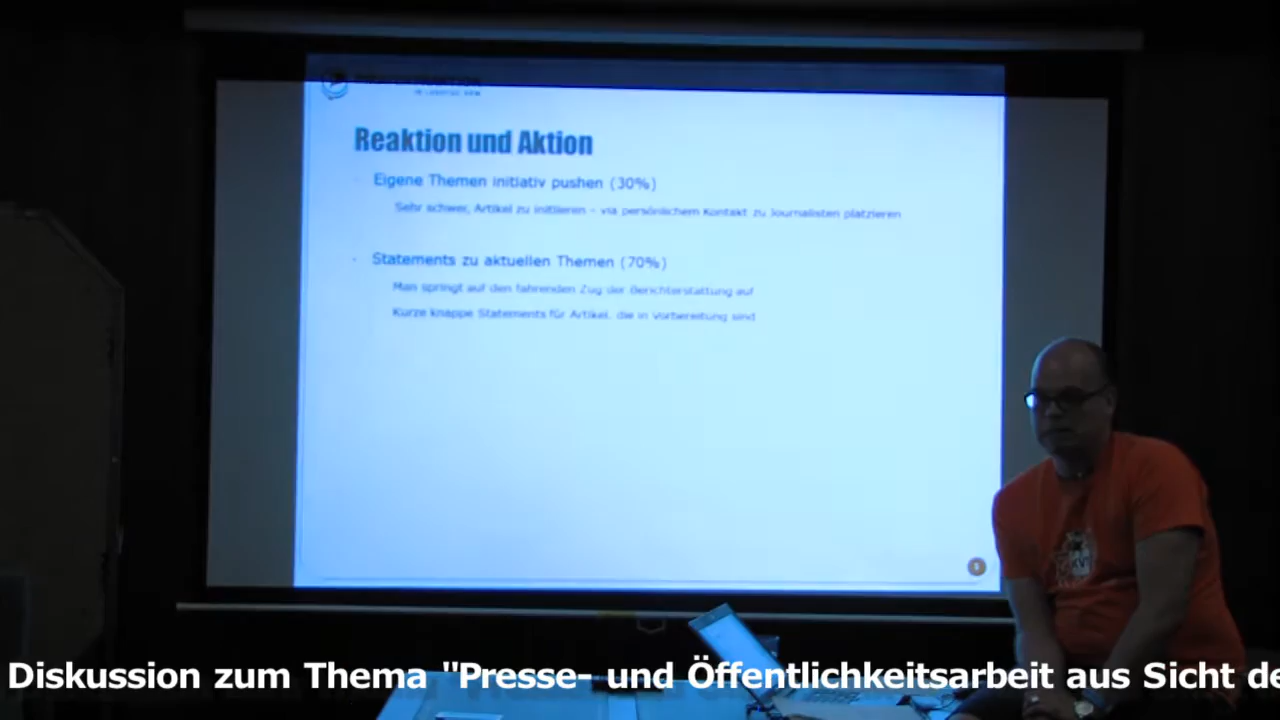 Reaktion und Aktion
Eigene Themen initiativ pushen (30%)
Sehr schwer, Artikel zu initiieren – via persönlichem Kontakt zu Journalisten platzieren
Statements zu aktuellen Themen (70%)
Man springt auf den fahrenden Zug der Berichterstattung auf
Kurze knappe Statements für Artikel, die in Vorbereitung sind
Diskussion zum Thema "Presse- und Öffentlichkeitsarbeit aus Sicht de